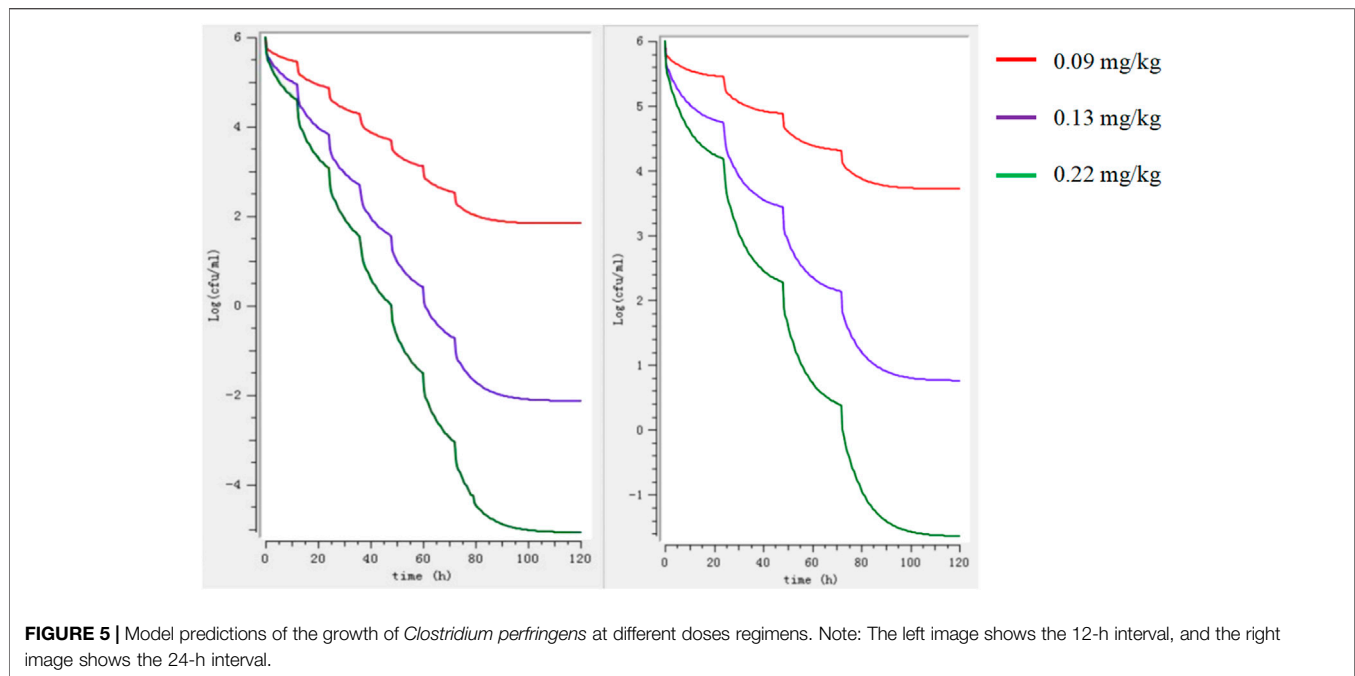 6
4
2
0
-2
-4
Log(cfu/ml)
0 20 40 60 80 100 120
time (h)
6
5
4
3
2
1
0
-1
Log(cfu/ml)
0 20 40 60 80 100 120
time (h)
0.09 mg/kg
0.13 mg/kg
0.22 mg/kg
FIGURE 5 | Model predictions of the growth of Clostridium perfringens at different doses regimens. Note: The left image shows the 12-h interval, and the right
image shows the 24-h interval.